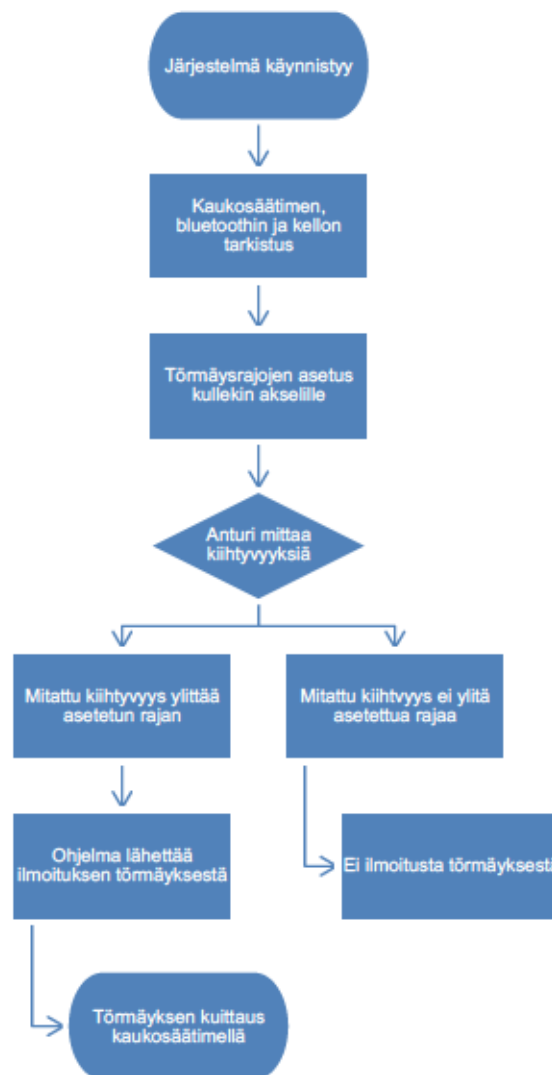 Järjestelmä käynnistyy
Kaukosäätimen,
bluetoothin ja kellon
tarkistus
Törmäysrajojen asetus
kullekin akselille
Anturi mittaa
kiihtyvyyksiä
Mitattu kiihtyvyys ylittää
asetetun rajan
Mitattu kiihtvyys ei ylitä
asetettua rajaa
Ohjelma lähettää
ilmoituksen törmäyksestä
Ei ilmoitusta törmäyksestä
Törmäyksen kuittaus
kaukosäätimellä